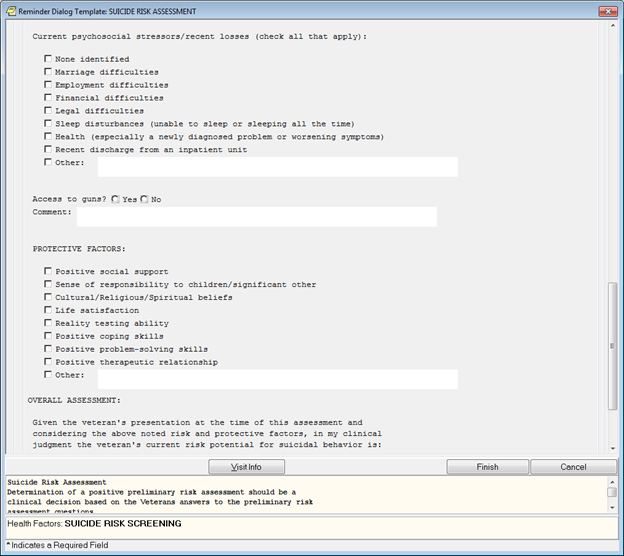 Reminder Dialog Template: SUICIDE RISK ASSESSMENT
Current psychosocial stressors/recent losses (check all that apply):
None identified
Marriage difficulties
Employment difficulties
Financial difficulties
Legal difficulties
Sleep disturbances (unable to sleep or sleeping all the time)
Health (especially a newly diagnosed problem or worsening symptoms)
Recent discharge from an inpatient unit
Other:
Access to guns? Yes No
Comment:
PROTECTIVE FACTORS:
Positive social support
Sense of responsibility to children/significant other
Cultural/Religious/Spiritual beliefs
Life satisfaction
Reality testing ability
Positive coping skills
Positive problem-solving skills
Positive therapeutic relationship
Other:
OVERALL ASSESSMENT:
Given the veteran's presentation at the time of this assessment and
considering the above noted risk and protective factors, in my clinical
judgment the veteran's current risk potential for suicidal behavior is:
Visit Info Finish Cancel
Suicide Risk Assessment
Determination of a positive preliminary risk assessment should be a
clinical decision based on the Veterans answers to the preliminary risk
assessment questions
Health Factors: SUICIDE RISK SCREENING
* Indicates a Required Field